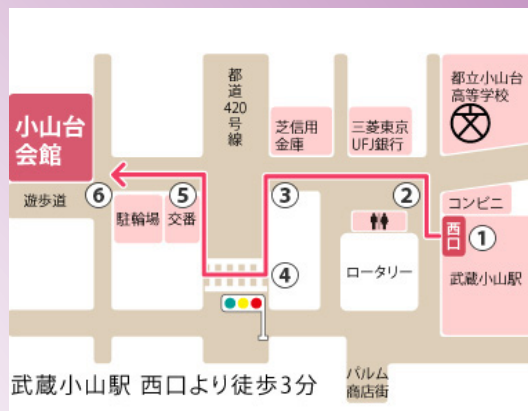 都道420号線
都立小山台
高等学校
文
小山台
会館
芝信用
金庫
三菱東京
UFJ銀行
遊歩道
⑥
⑤
③
②
コンビニ
駐輪場
交番
西口
①
④
ロータリー
武蔵小山駅
武蔵小山駅 西口より徒歩3分
パルム
商店街